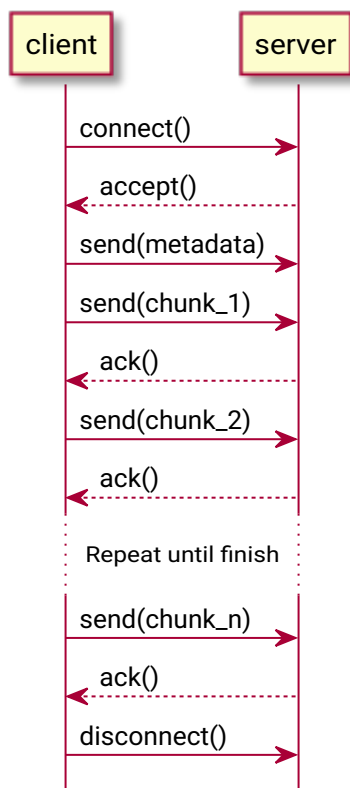 client
server
connect()
accept()
send(metadata)
send(chunk_1)
ack()
send(chunk_2)
ack()
Repeat until finish
send(chunk_n)
ack()
disconnect()